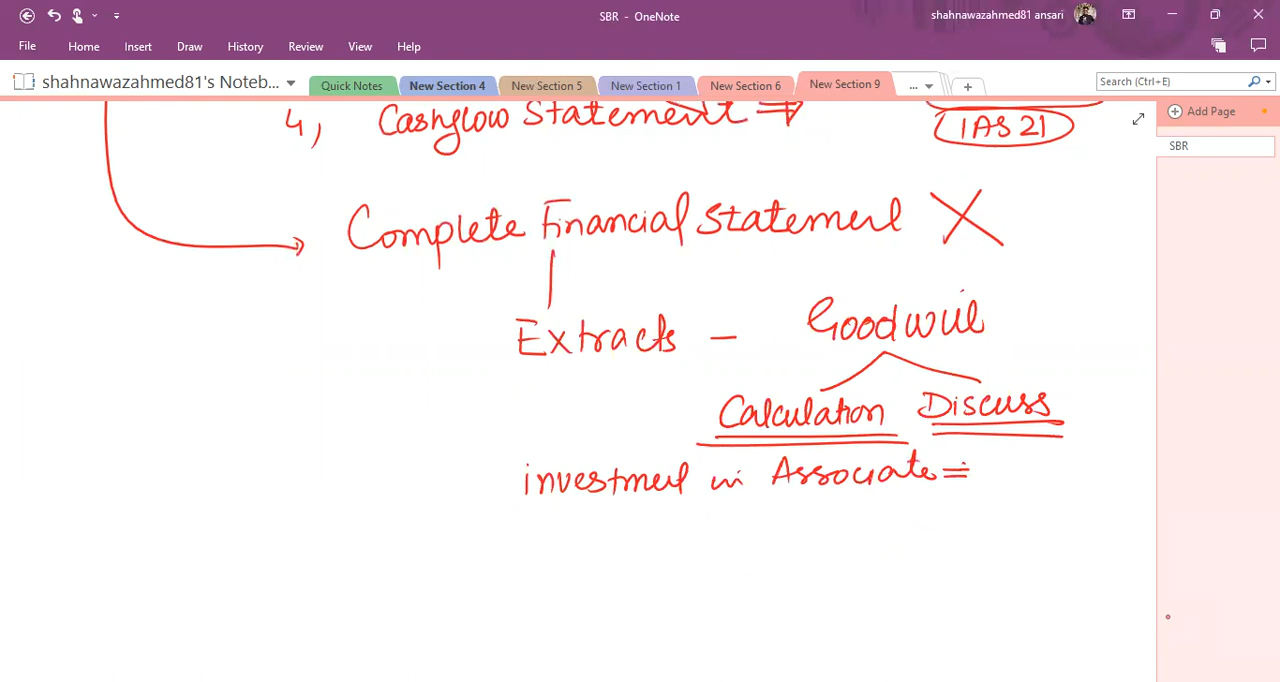 SBR - OneNote
shahnawazahmed81 ansari
File Home Insert Draw History Review View Help
shahnawazahmed81's Noteb...
Quick Notes New Section 4 New Section 5 New Section 1 New Section 6 New Section 9 ... +
Search (Ctrl+E)
Add Page
SBR
4, Cashflow Statement ⇒
IAS 21
Complete Financial Statement X
Extracts - Goodwill
Calculation Discuss
investment in Associate =